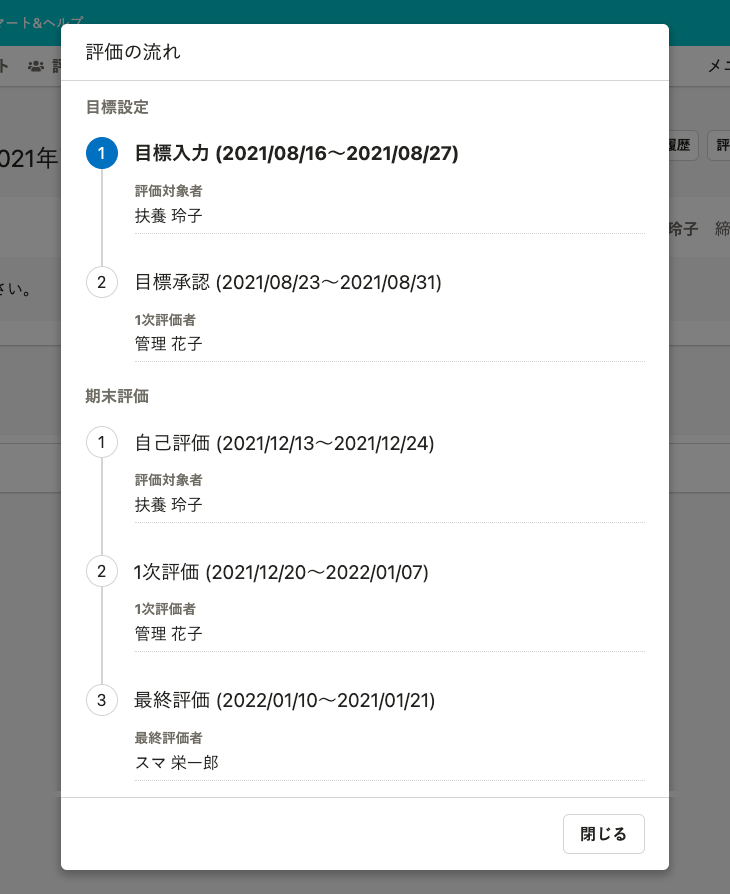 マート&ヘルプ
評価の流れ
メニ
目標設定
1 目標入力 (2021/08/16〜2021/08/27)
021年
履歴
評
評価対象者
扶養 玲子
玲子 締
2 目標承認 (2021/08/23〜2021/08/31)
さい。
1次評価者
管理 花子
期末評価
1 自己評価 (2021/12/13〜2021/12/24)
評価対象者
扶養 玲子
2 1次評価 (2021/12/20〜2022/01/07)
1次評価者
管理 花子
3 最終評価 (2022/01/10〜2021/01/21)
最終評価者
スマ 栄一郎
閉じる